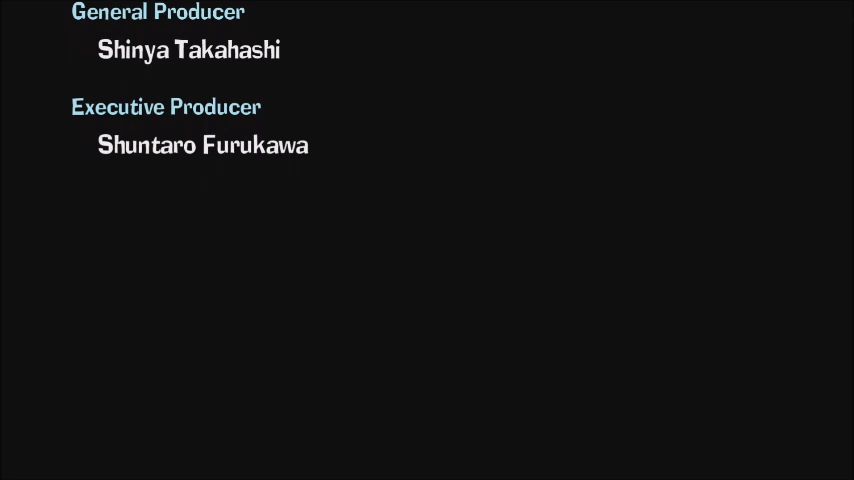 General Producer
Shinya Takahashi
Executive Producer
Shuntaro Furukawa